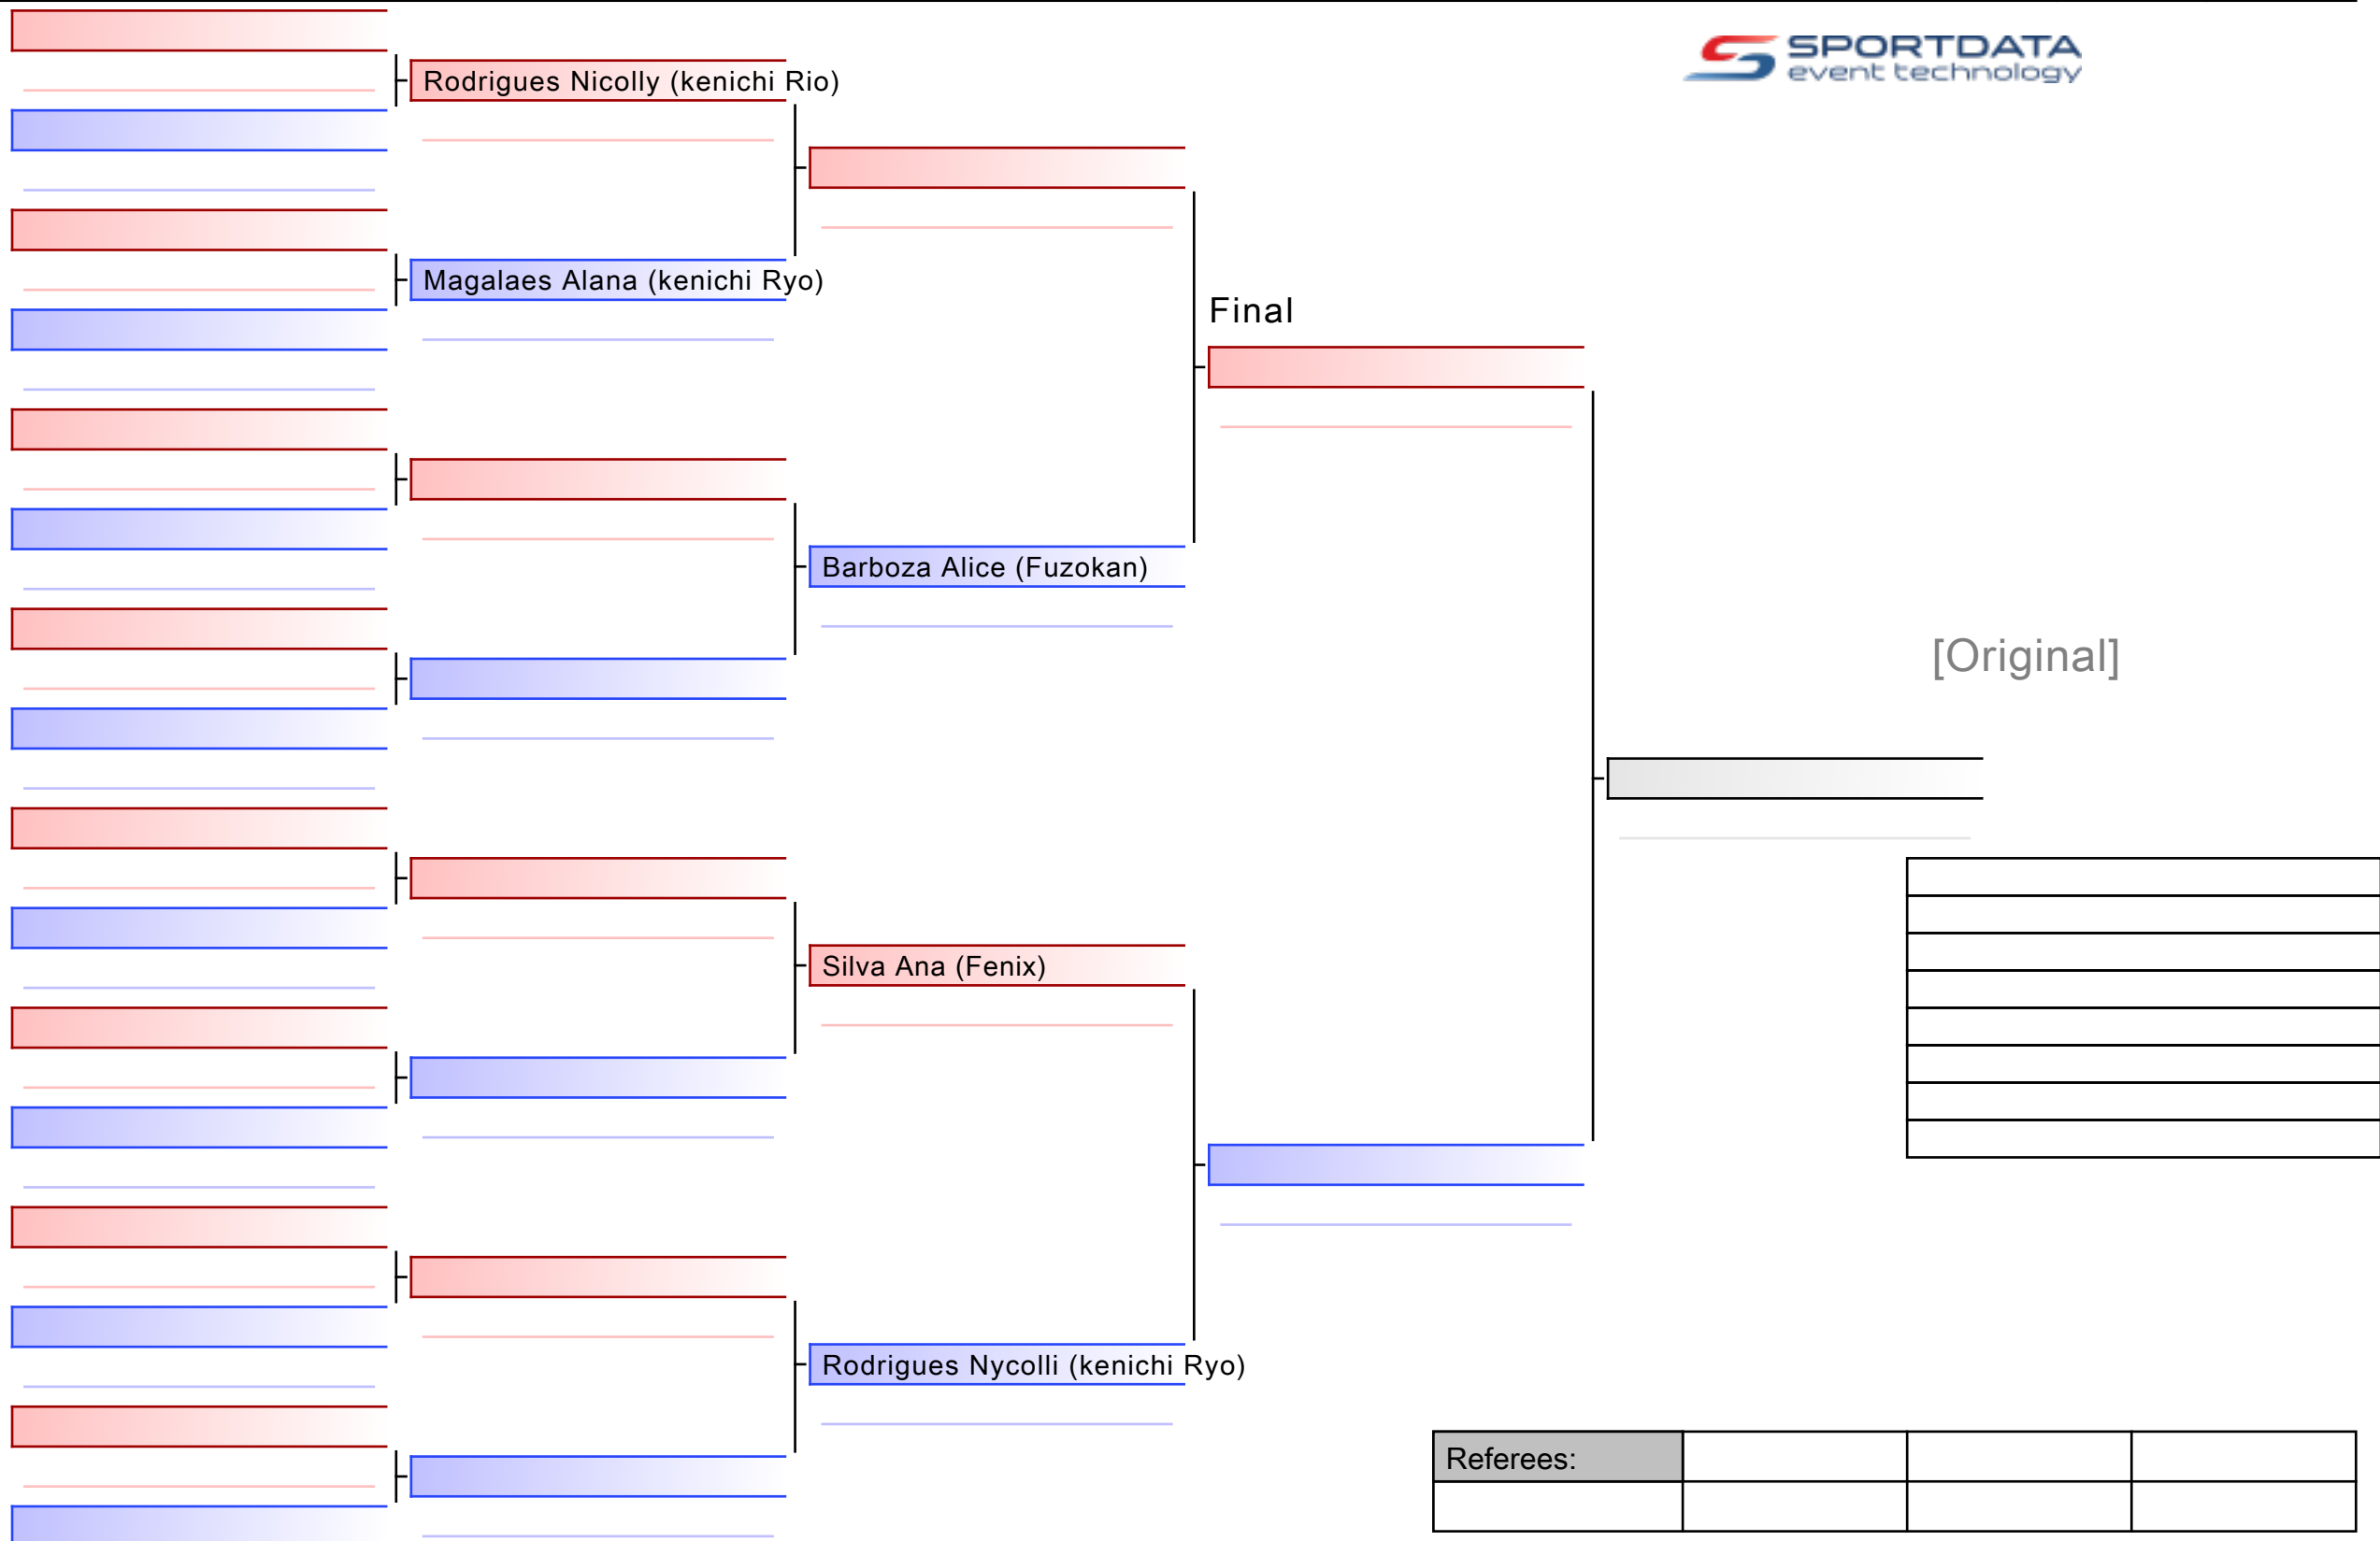 SPORTDATA
event technology
Rodrigues Nicolly (kenichi Rio)
Magalaes Alana (kenichi Ryo)
Final
Barboza Alice (Fuzokan)
[Original]
Silva Ana (Fenix)
Rodrigues Nycolli (kenichi Ryo)
Referees: